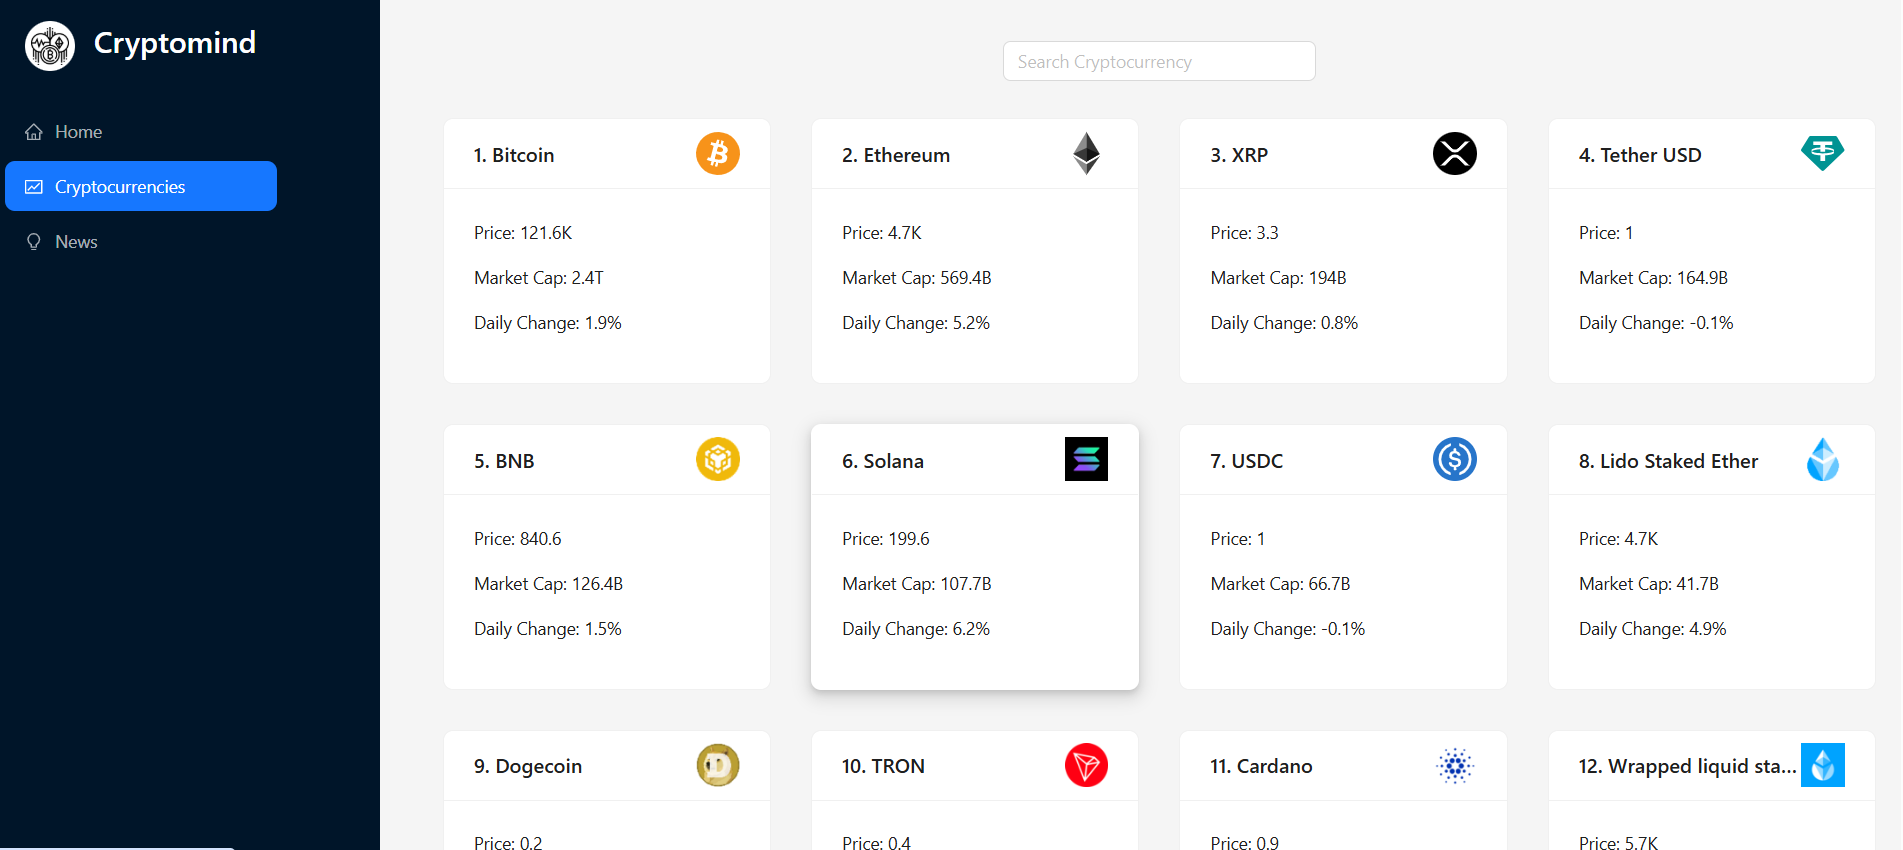 Cryptomind
Home
Cryptocurrencies
News
Search Cryptocurrency
1. Bitcoin
Price: 121.6K
Market Cap: 2.4T
Daily Change: 1.9%
2. Ethereum
Price: 4.7K
Market Cap: 569.4B
Daily Change: 5.2%
3. XRP
Price: 3.3
Market Cap: 194B
Daily Change: 0.8%
4. Tether USD
Price: 1
Market Cap: 164.9B
Daily Change: -0.1%
5. BNB
Price: 840.6
Market Cap: 126.4B
Daily Change: 1.5%
6. Solana
Price: 199.6
Market Cap: 107.7B
Daily Change: 6.2%
7. USDC
Price: 1
Market Cap: 66.7B
Daily Change: -0.1%
8. Lido Staked Ether
Price: 4.7K
Market Cap: 41.7B
Daily Change: 4.9%
9. Dogecoin
Price: 0.2
10. TRON
Price: 0.4
11. Cardano
Price: 0.9
12. Wrapped liquid sta...
Price: 5.7K